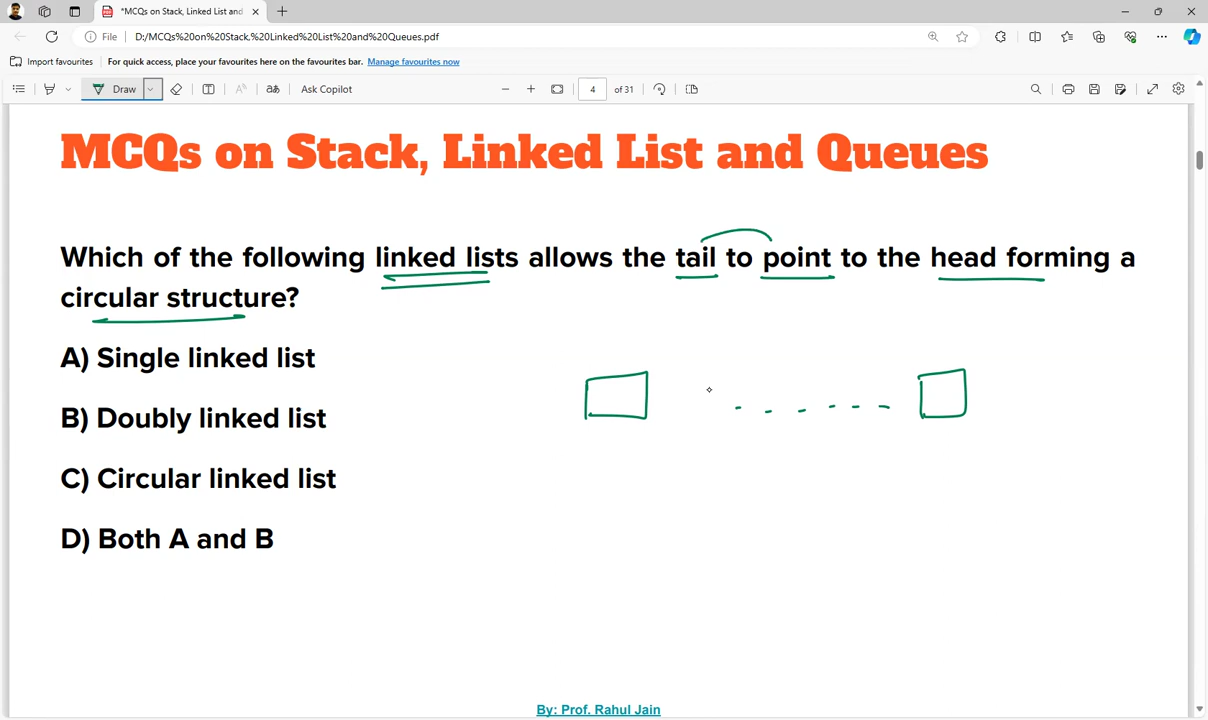 *MCQs on Stack, Linked List and
File
D:/MCQs%20on%20Stack,%20Linked%20List%20and%20Queues.pdf
Import favourites
For quick access, place your favourites here on the favourites bar. Manage favourites now
Draw
aあ
Ask Copilot
4 of 31
MCQs on Stack, Linked List and Queues
Which of the following linked lists allows the tail to point to the head forming a
circular structure?
A) Single linked list
B) Doubly linked list
C) Circular linked list
D) Both A and B
By: Prof. Rahul Jain